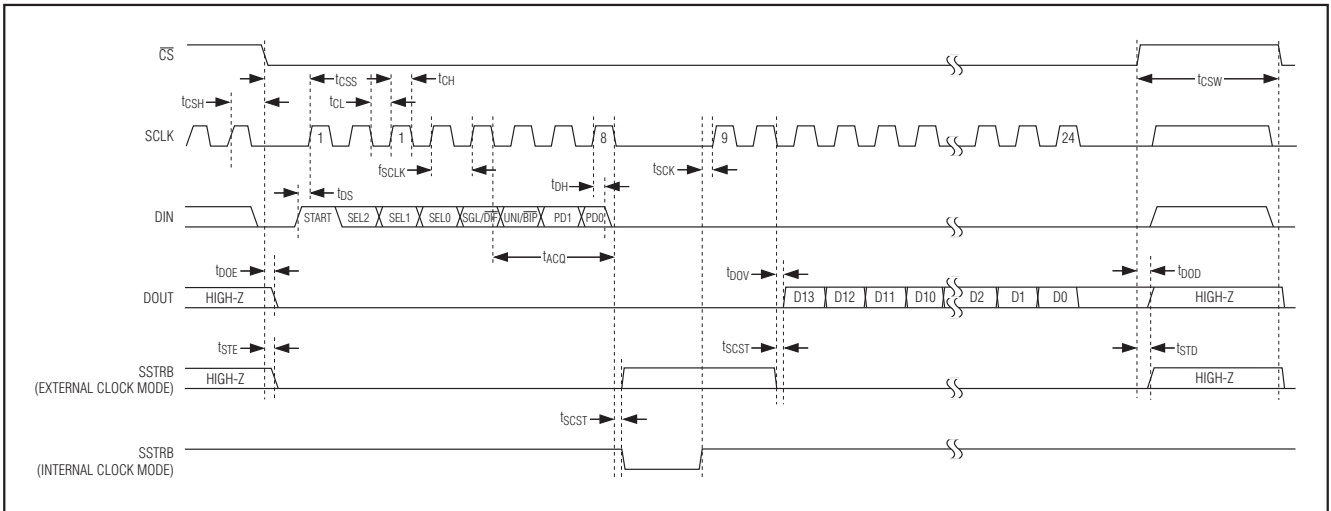 CS
tCSS
tCH
tCSW
tCSH
tCL
SCLK
1
1
8
9
24
fSCLK
tSCK
tDS
tDH
DIN
START
SEL2
SEL1
SEL0
SGL/DIF
UNI/BIP
PD1
PD0
tACQ
tDOE
tDOV
tDOD
DOUT
HIGH-Z
D13
D12
D11
D10
D2
D1
D0
HIGH-Z
tSTE
tSCST
tSTD
SSTRB
(EXTERNAL CLOCK MODE)
HIGH-Z
HIGH-Z
tSCST
SSTRB
(INTERNAL CLOCK MODE)